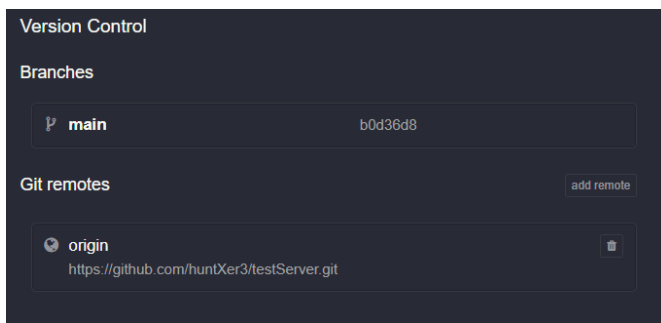 Version Control
Branches
main b0d36d8
Git remotes add remote
origin
https://github.com/huntXer3/testServer.git